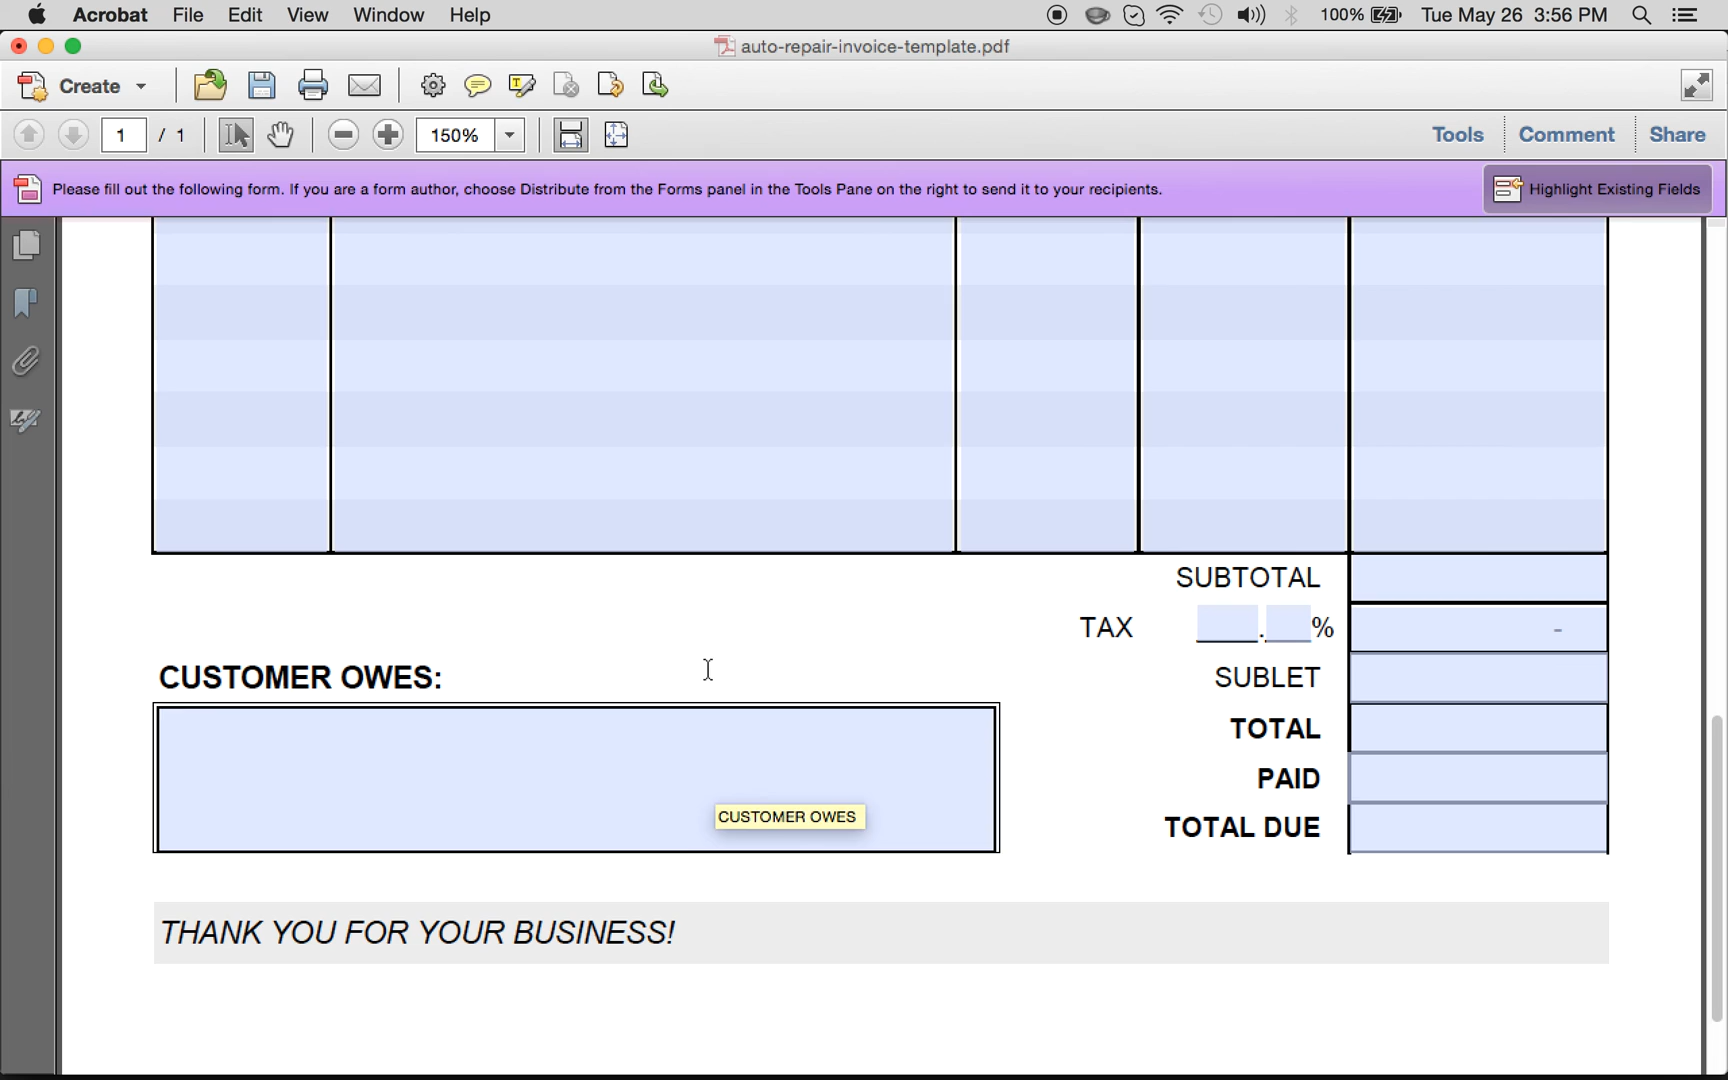 Acrobat File Edit View Window Help 100% Tue May 26 3:56 PM
auto-repair-invoice-template.pdf
Create
1 / 1 150% Tools Comment Share
Please fill out the following form. If you are a form author, choose Distribute from the Forms panel in the Tools Pane on the right to send it to your recipients. Highlight Existing Fields
SUBTOTAL
TAX . % -
CUSTOMER OWES: SUBLET
TOTAL
PAID
CUSTOMER OWES
TOTAL DUE
THANK YOU FOR YOUR BUSINESS!